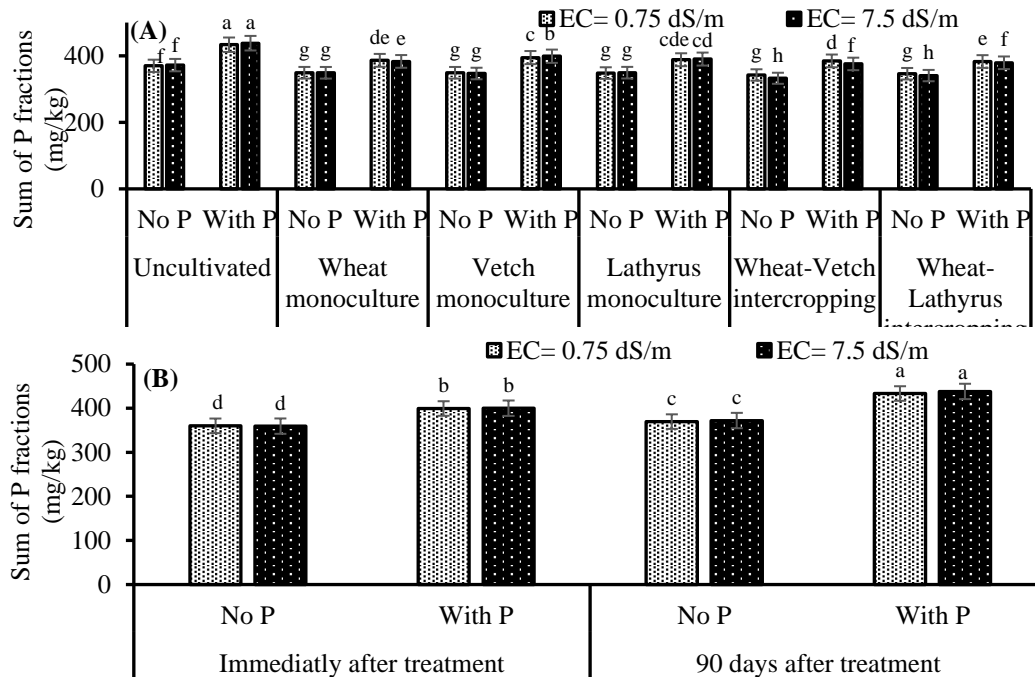 (A)
EC= 0.75 dS/m EC= 7.5 dS/m
Sum of P fractions
(mg/kg)
400
200
0
f f a a g g de e g g c b g g cde cd g h d f g h e f
No P With P No P With P No P With P No P With P No P With P No P With P
Uncultivated Wheat Vetch Lathyrus Wheat-Vetch Wheat-
monoculture monoculture monoculture intercropping Lathyrus
intercropping
(B)
EC= 0.75 dS/m EC= 7.5 dS/m
Sum of P fractions
(mg/kg)
500
400
300
200
100
0
d d b b c c a a
No P With P No P With P
Immediatly after treatment 90 days after treatment